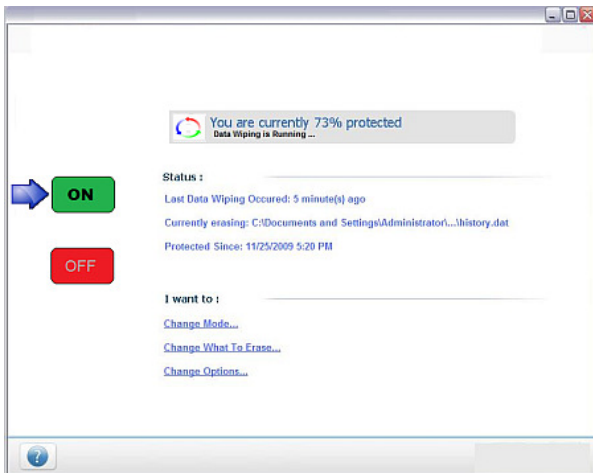 You are currently 73% protected
Data Wiping is Running ...
Status :
ON
Last Data Wiping Occured: 5 minute(s) ago
Currently erasing: C:\Documents and Settings\Administrator\...\history.dat
Protected Since: 11/25/2009 5:20 PM
OFF
I want to :
Change Mode...
Change What To Erase...
Change Options...
?